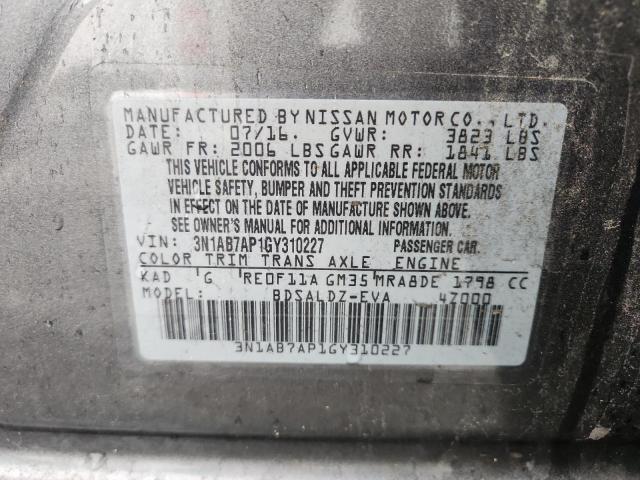 MANUFACTURED BY NISSAN MOTOR CO., LTD.
DATE: 07/16. GVWR: 3823 LBS
GAWR FR: 2006 LBS GAWR RR: 1841 LBS
THIS VEHICLE CONFORMS TO ALL APPLICABLE FEDERAL MOTOR
VEHICLE SAFETY, BUMPER AND THEFT PREVENTION STANDARDS
IN EFFECT ON THE DATE OF MANUFACTURE SHOWN ABOVE.
SEE OWNER'S MANUAL FOR ADDITIONAL INFORMATION.
VIN: 3N1AB7AP1GY310227 PASSENGER CAR.
COLOR TRIM TRANS AXLE ENGINE
KAD G RE0F11A GM35 MRA8DE 1798 CC
MODEL: BDSALDZ-EVA 4Z000
3N1AB7AP1GY310227